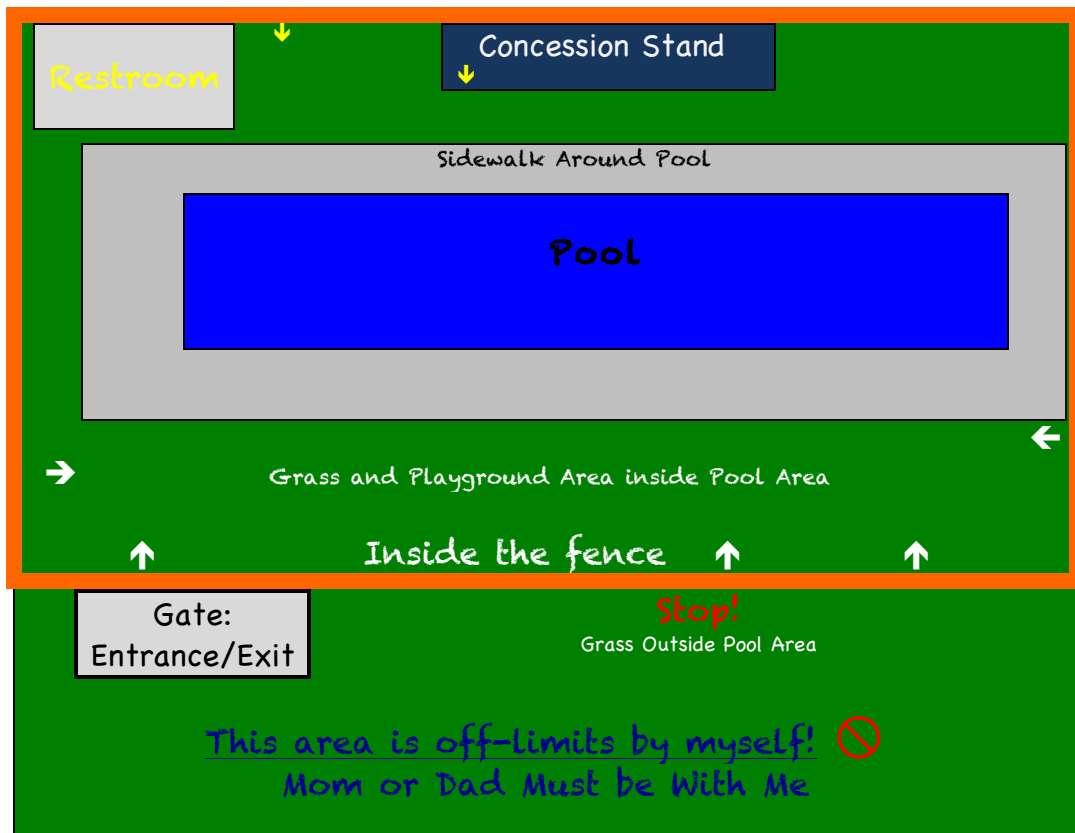 Restroom
Concession Stand
Sidewalk Around Pool
Pool
Grass and Playground Area inside Pool Area
Inside the fence
Gate:
Entrance/Exit
Stop!
Grass Outside Pool Area
This area is off-limits by myself!
Mom or Dad Must be With Me